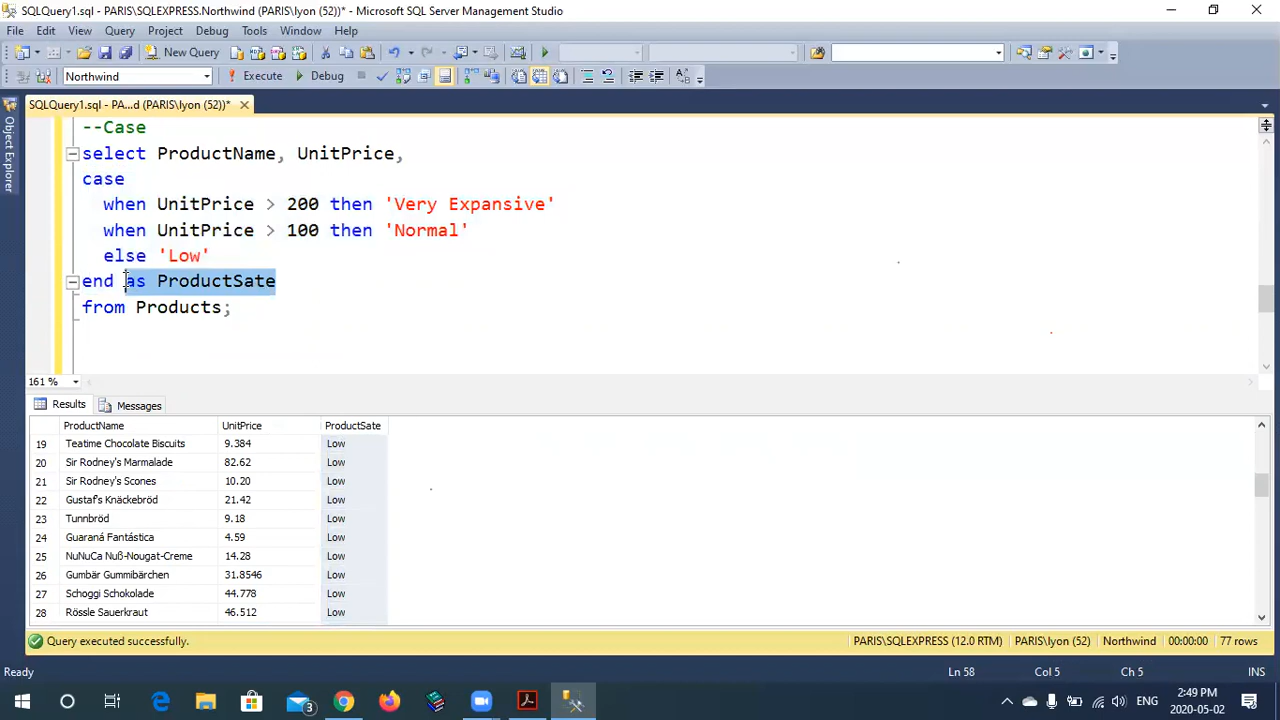 SQLQuery1.sql - PARIS\SQLEXPRESS.Northwind (PARIS\lyon (52))* - Microsoft SQL Server Management Studio
File Edit View Query Project Debug Tools Window Help
New Query
Northwind Execute Debug
SQLQuery1.sql - PA...d (PARIS\lyon (52))*
Object Explorer
--Case
select ProductName, UnitPrice,
case
when UnitPrice > 200 then 'Very Expansive'
when UnitPrice > 100 then 'Normal'
else 'Low'
end as ProductSate
from Products;
161 %
Results Messages
ProductName UnitPrice ProductSate
19 Teatime Chocolate Biscuits 9.384 Low
20 Sir Rodney's Marmalade 82.62 Low
21 Sir Rodney's Scones 10.20 Low
22 Gustaf's Knäckebröd 21.42 Low
23 Tunnbröd 9.18 Low
24 Guaraná Fantástica 4.59 Low
25 NuNuCa Nuß-Nougat-Creme 14.28 Low
26 Gumbär Gummibärchen 31.8546 Low
27 Schoggi Schokolade 44.778 Low
28 Rössle Sauerkraut 46.512 Low
Query executed successfully. PARIS\SQLEXPRESS (12.0 RTM) PARIS\lyon (52) Northwind 00:00:00 77 rows
Ready Ln 58 Col 5 Ch 5 INS
3 ENG 2:49 PM
2020-05-02